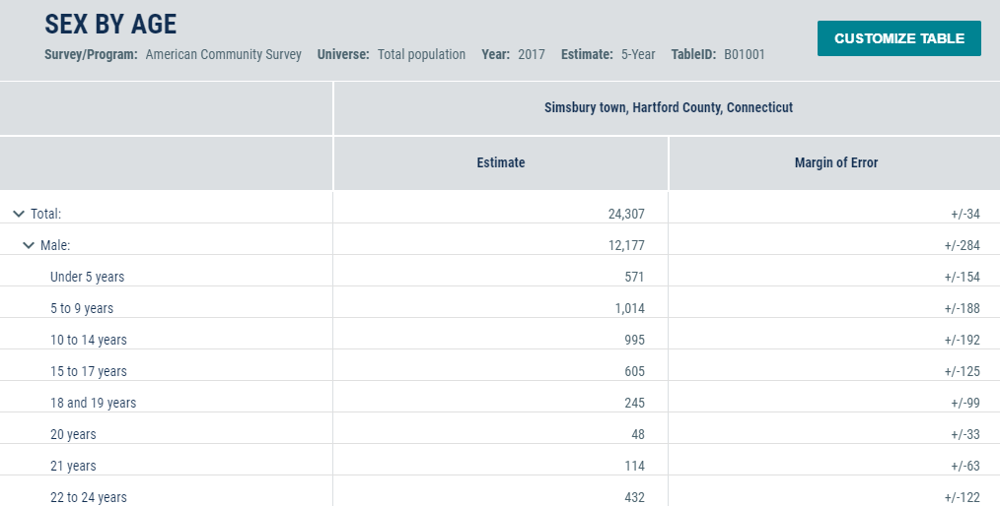 SEX BY AGE
Survey/Program: American Community Survey Universe: Total population Year: 2017 Estimate: 5-Year TableID: B01001
CUSTOMIZE TABLE
Simsbury town, Hartford County, Connecticut
Estimate Margin of Error
Total: 24,307 +/-34
Male: 12,177 +/-284
Under 5 years 571 +/-154
5 to 9 years 1,014 +/-188
10 to 14 years 995 +/-192
15 to 17 years 605 +/-125
18 and 19 years 245 +/-99
20 years 48 +/-33
21 years 114 +/-63
22 to 24 years 432 +/-122